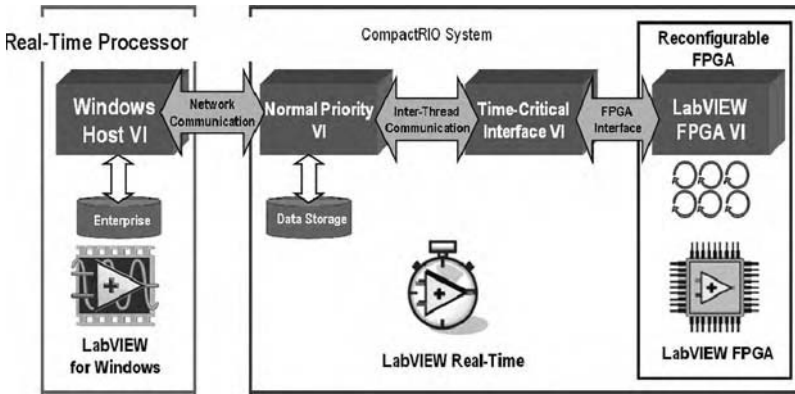 Real-Time Processor
CompactRIO System
Reconfigurable
FPGA
Windows
Host VI
Network
Communication
Normal Priority
VI
Inter-Thread
Communication
Time-Critical
Interface VI
FPGA
Interface
LabVIEW
FPGA VI
Enterprise
Data Storage
LabVIEW
for Windows
LabVIEW Real-Time
LabVIEW FPGA